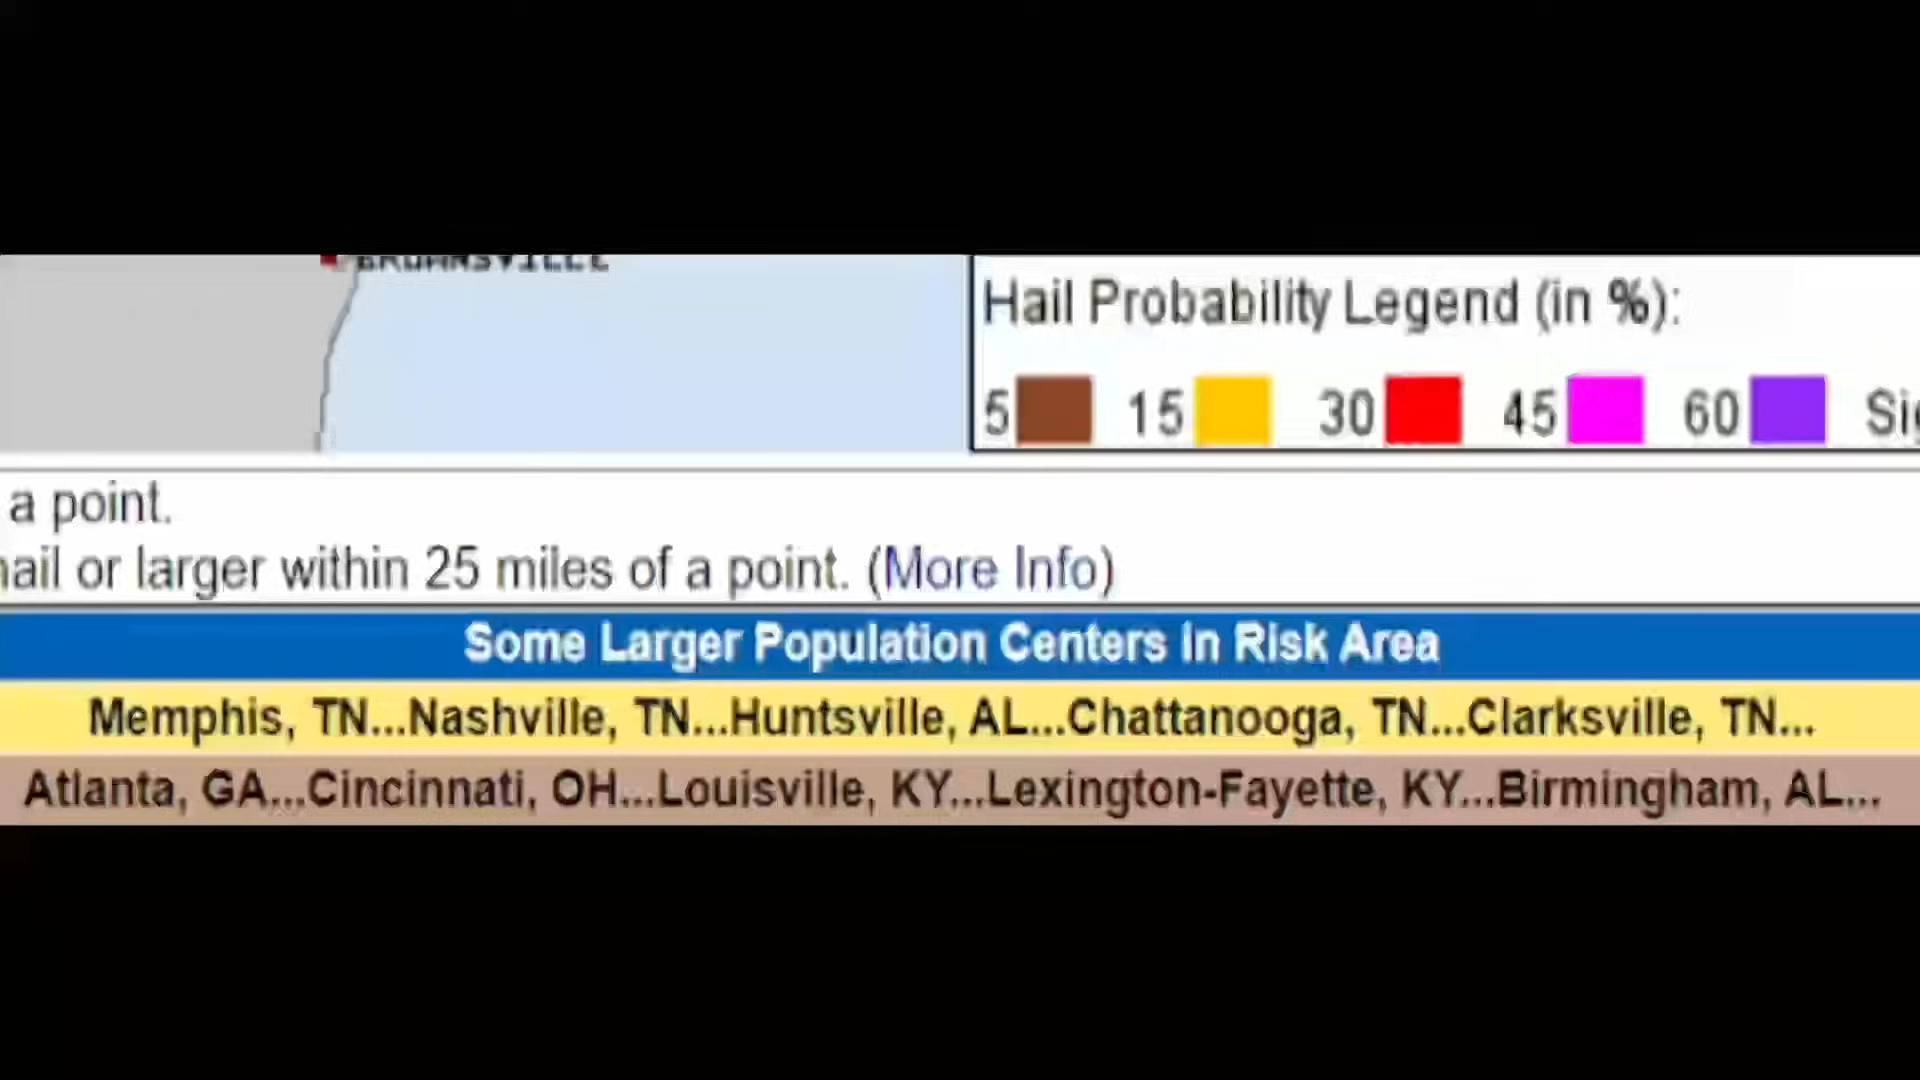 BROWNSVILLE
Hail Probability Legend (in %):
5 15 30 45 60
a point.
hail or larger within 25 miles of a point. (More Info)
Some Larger Population Centers in Risk Area
Memphis, TN...Nashville, TN...Huntsville, AL...Chattanooga, TN...Clarksville, TN...
Atlanta, GA...Cincinnati, OH...Louisville, KY...Lexington-Fayette, KY...Birmingham, AL...